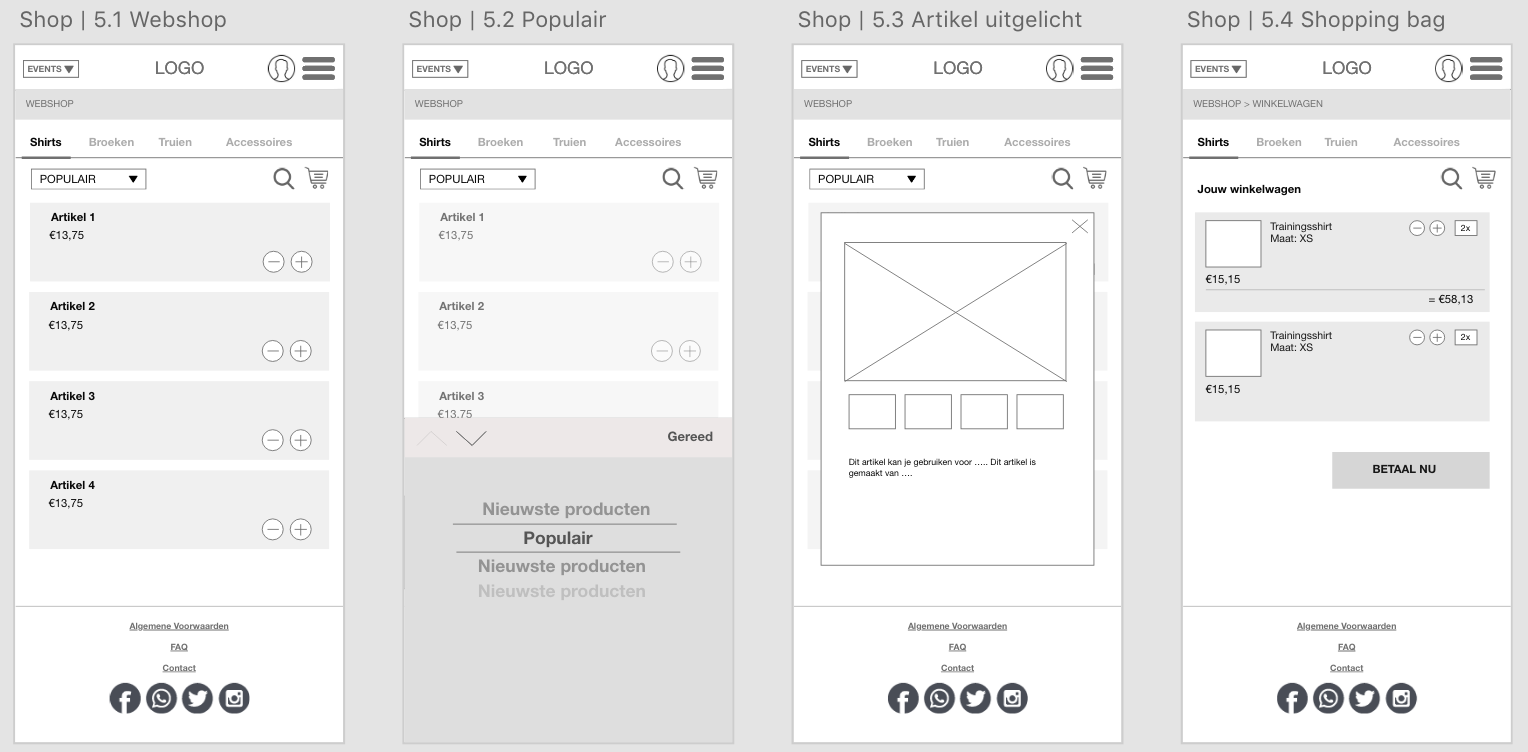 Shop | 5.1 Webshop
EVENTS
LOGO
WEBSHOP
Shirts Broeken Truien Accessoires
POPULAIR
Artikel 1
€13,75
Artikel 2
€13,75
Artikel 3
€13,75
Artikel 4
€13,75
Algemene Voorwaarden
FAQ
Contact
Shop | 5.2 Populair
EVENTS
LOGO
WEBSHOP
Shirts Broeken Truien Accessoires
POPULAIR
Artikel 1
€13,75
Artikel 2
€13,75
Artikel 3
€13,75
Gereed
Nieuwste producten
Populair
Nieuwste producten
Nieuwste producten
Shop | 5.3 Artikel uitgelicht
EVENTS
LOGO
WEBSHOP
Shirts Broeken Truien Accessoires
POPULAIR
Dit artikel kan je gebruiken voor ..... Dit artikel is
gemaakt van ....
Algemene Voorwaarden
FAQ
Contact
Shop | 5.4 Shopping bag
EVENTS
LOGO
WEBSHOP > WINKELWAGEN
Shirts Broeken Truien Accessoires
Jouw winkelwagen
Trainingsshirt
Maat: XS
2x
€15,15
= €58,13
Trainingsshirt
Maat: XS
2x
€15,15
BETAAL NU
Algemene Voorwaarden
FAQ
Contact